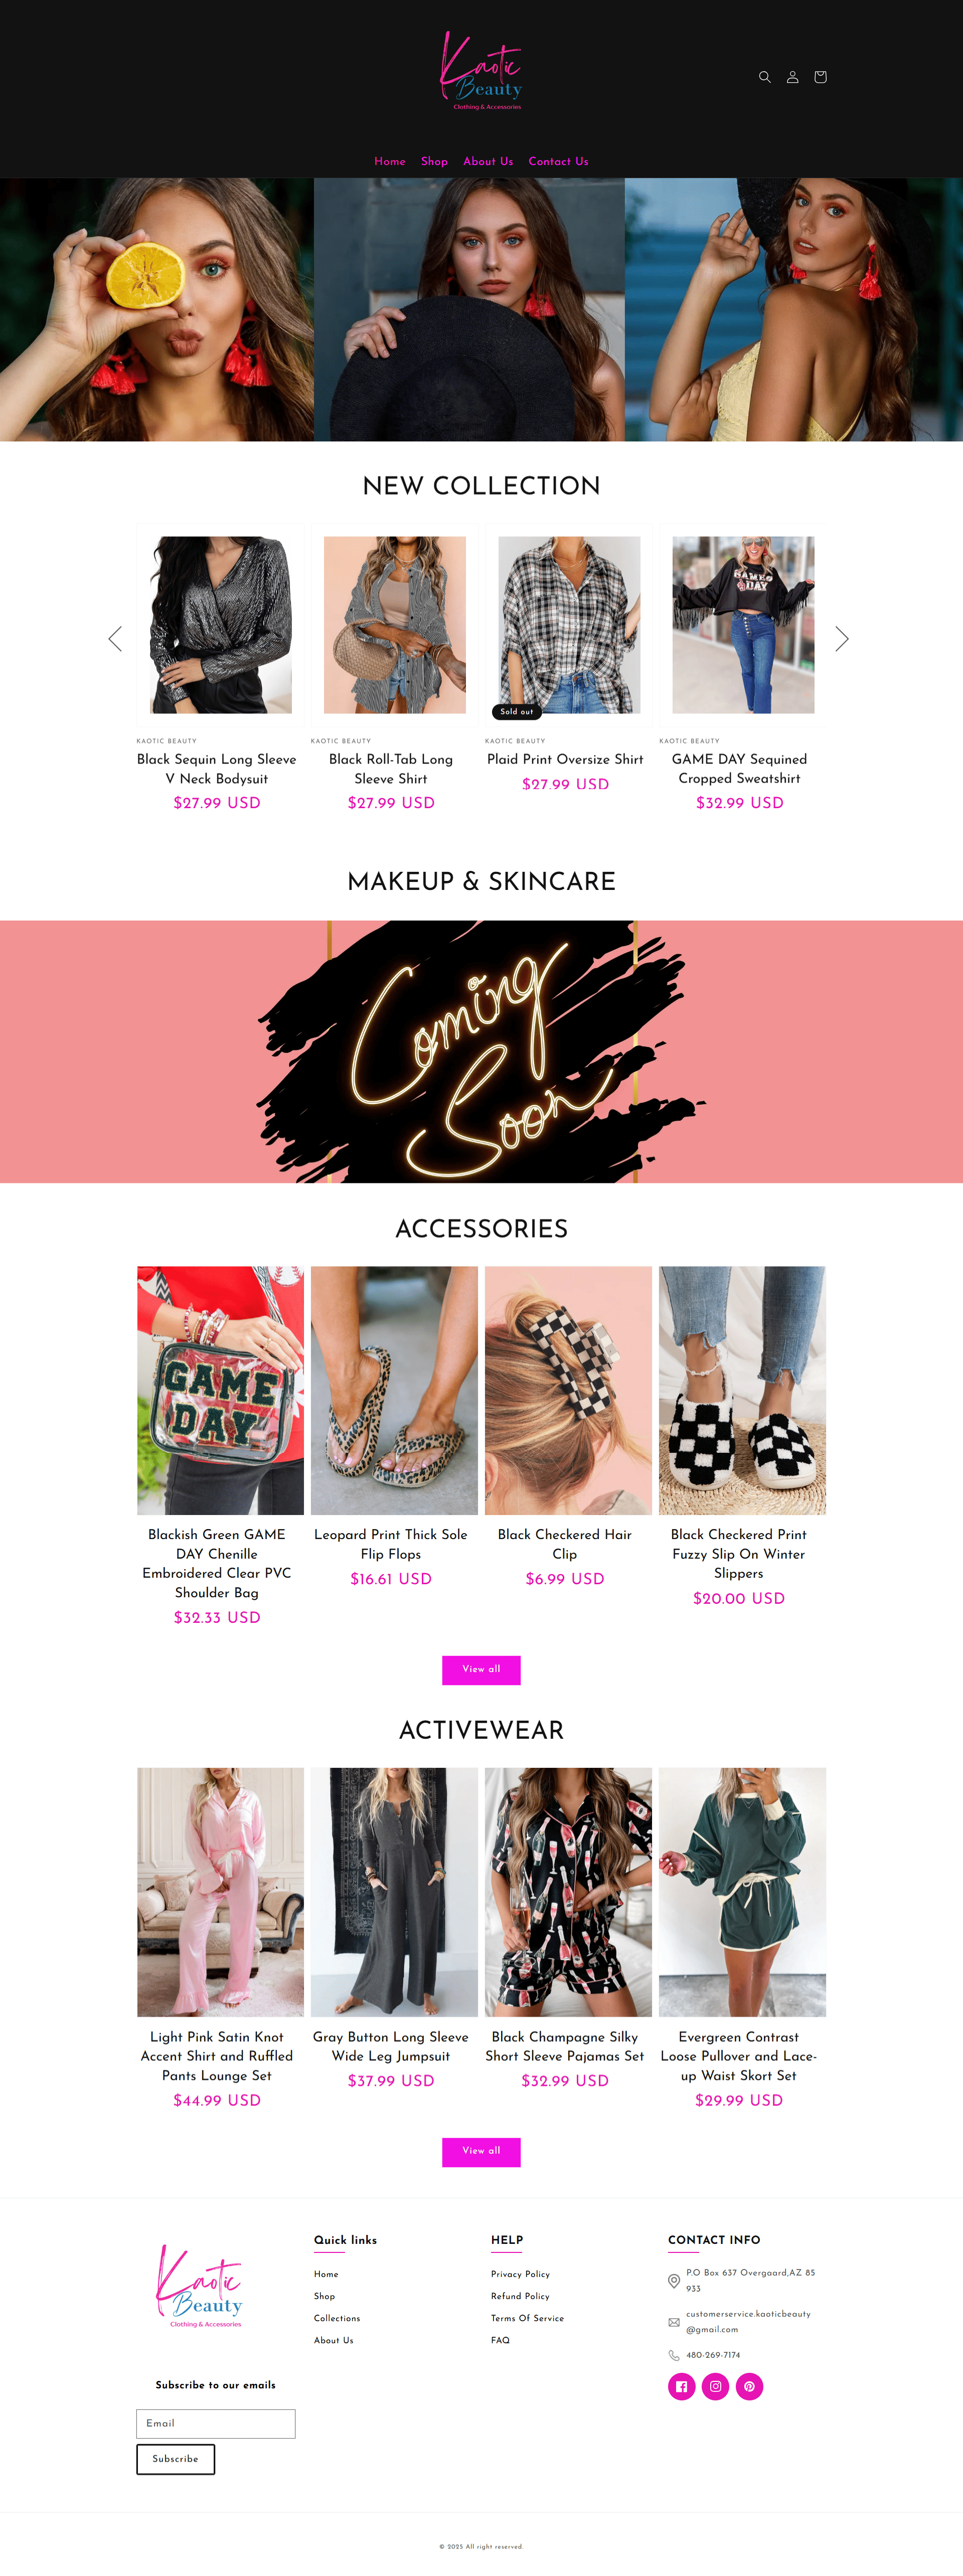 Kaotic
Beauty
Clothing & Accessories
Home
Shop
About Us
Contact Us
NEW COLLECTION
GAME
DAY
Sold out
KAOTIC BEAUTY
Black Sequin Long Sleeve
V Neck Bodysuit
$27.99 USD
KAOTIC BEAUTY
Black Roll-Tab Long
Sleeve Shirt
$27.99 USD
KAOTIC BEAUTY
Plaid Print Oversize Shirt
$27.99 USD
KAOTIC BEAUTY
GAME DAY Sequined
Cropped Sweatshirt
$32.99 USD
MAKEUP & SKINCARE
Coming
Soon
ACCESSORIES
GAME
DAY
Blackish Green GAME
DAY Chenille
Embroidered Clear PVC
Shoulder Bag
$32.33 USD
Leopard Print Thick Sole
Flip Flops
$16.61 USD
Black Checkered Hair
Clip
$6.99 USD
Black Checkered Print
Fuzzy Slip On Winter
Slippers
$20.00 USD
View all
ACTIVEWEAR
Light Pink Satin Knot
Accent Shirt and Ruffled
Pants Lounge Set
$44.99 USD
Gray Button Long Sleeve
Wide Leg Jumpsuit
$37.99 USD
Black Champagne Silky
Short Sleeve Pajamas Set
$32.99 USD
Evergreen Contrast
Loose Pullover and Lace-
up Waist Skort Set
$29.99 USD
View all
Kaotic
Beauty
Clothing & Accessories
Subscribe to our emails
Email
Subscribe
Quick links
Home
Shop
Collections
About Us
HELP
Privacy Policy
Refund Policy
Terms Of Service
FAQ
CONTACT INFO
P.O Box 637 Overgaard,AZ 85
933
customerservice.kaoticbeauty
@gmail.com
480-269-7174
© 2025 All right reserved.